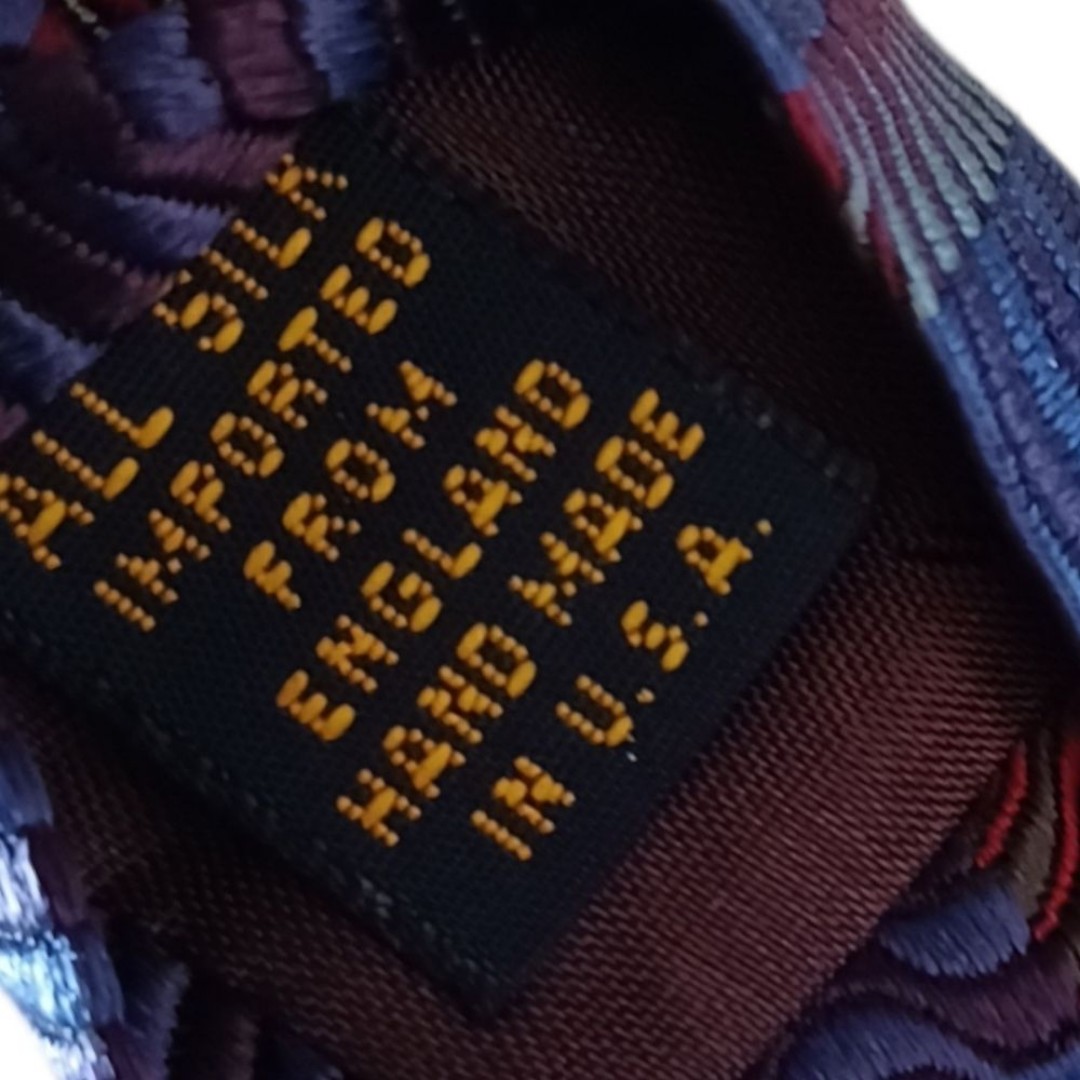 ALL SILK
IMPORTED
FROM
ENGLAND
HAND MADE
IN U.S.A.